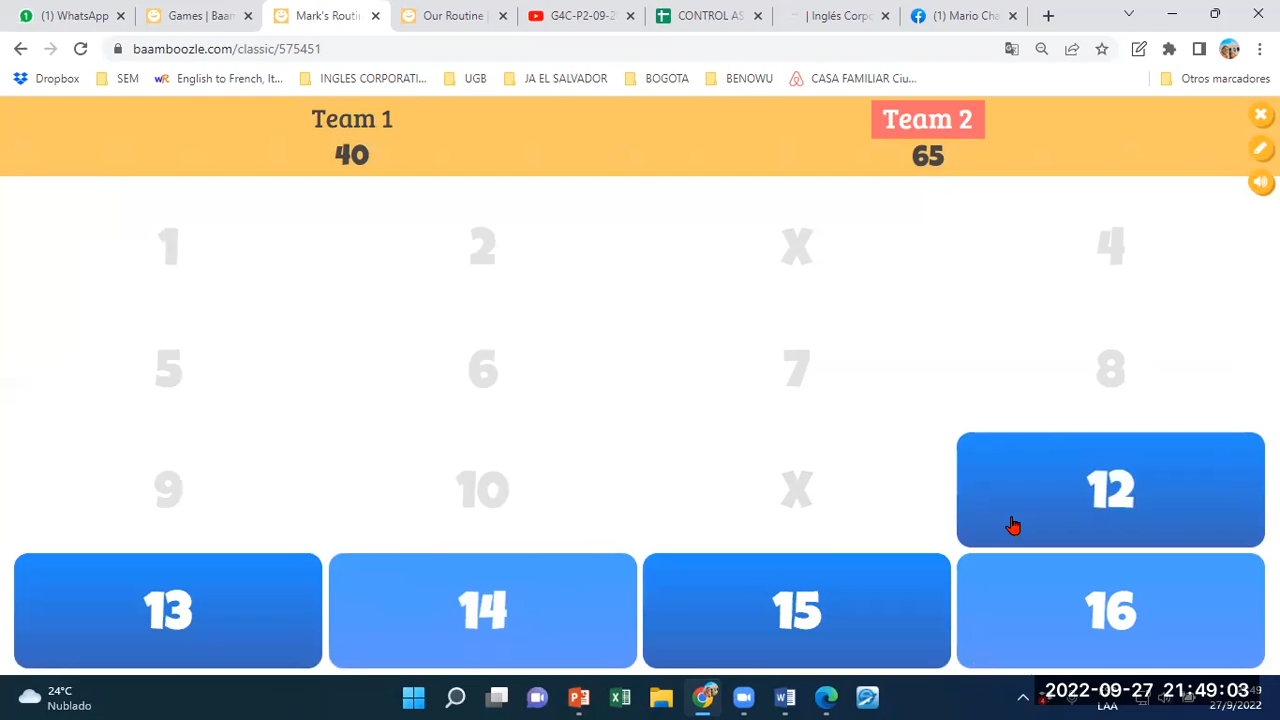 (1) WhatsApp
Games | Baam
Mark's Routi
Our Routine
G4C-P2-09-2
CONTROL AS
| Inglés Corpo
(1) Mario Cha
baamboozle.com/classic/575451
Dropbox
SEM
English to French, It...
INGLES CORPORATI...
UGB
JA EL SALVADOR
BOGOTA
BENOWU
CASA FAMILIAR Ciu...
Otros marcadores
Team 1
40
Team 2
65
1
2
X
4
5
6
7
8
9
10
X
12
13
14
15
16
24°C
Nublado
2022-09-27 21:49:03
LAA
27/9/2022